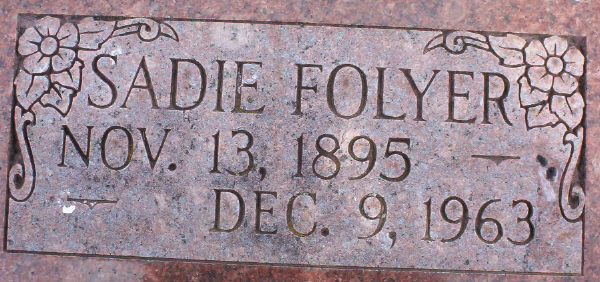 SADIE FOLYER
NOV. 13, 1895 —
— DEC. 9, 1963